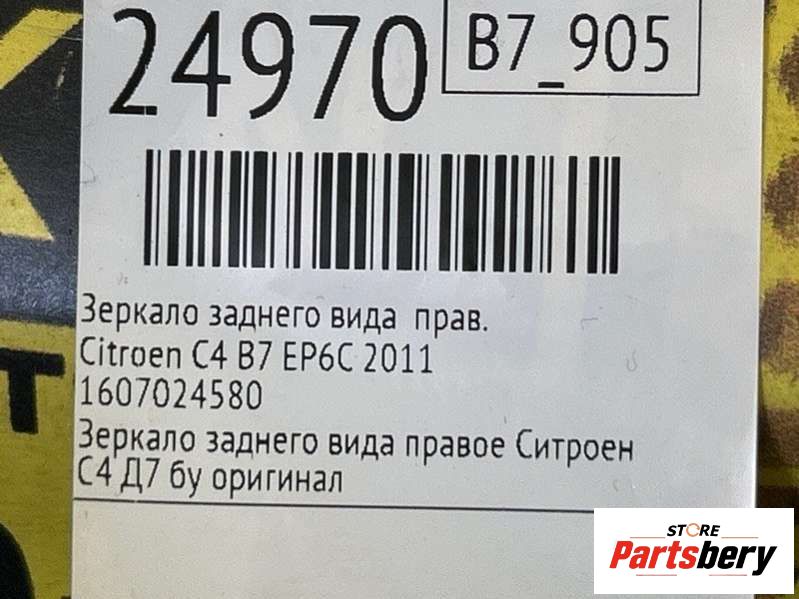 24970
B7_905
Зеркало заднего вида прав.
Citroen C4 B7 EP6C 2011
1607024580
Зеркало заднего вида правое Ситроен
С4 Д7 бу оригинал
STORE
Partsbery